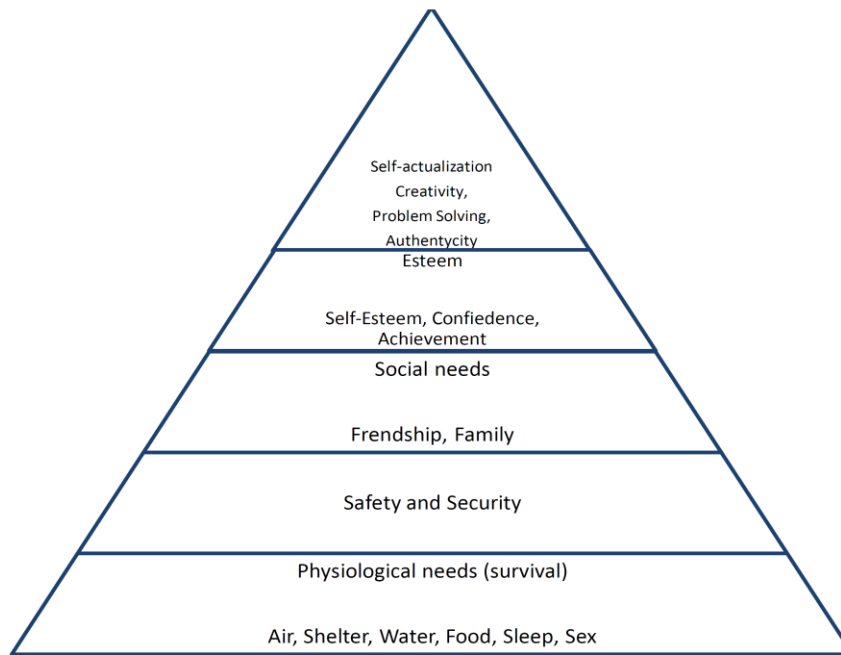 Self-actualization
Creativity,
Problem Solving,
Authentycity
Esteem
Self-Esteem, Confiedence,
Achievement
Social needs
Frendship, Family
Safety and Security
Physiological needs (survival)
Air, Shelter, Water, Food, Sleep, Sex